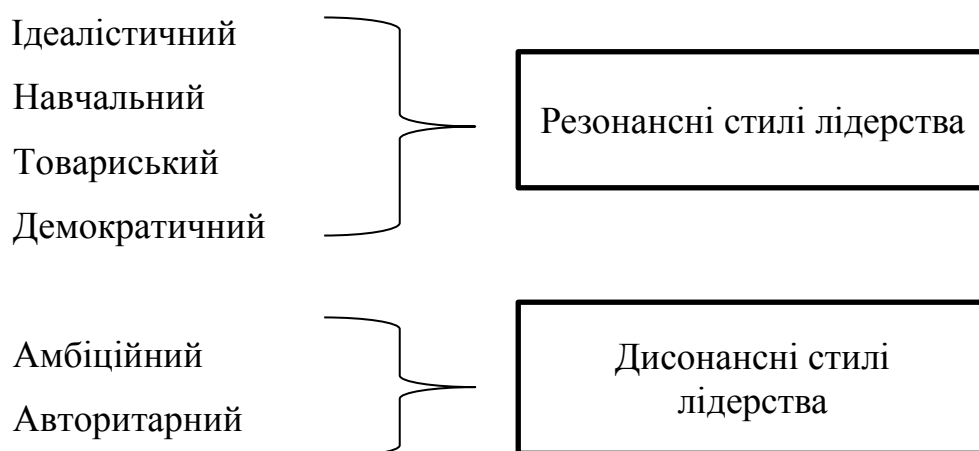 Ідеалістичний
Навчальний
Товариський
Демократичний
Резонансні стилі лідерства
Амбіційний
Авторитарний
Дисонансні стилі
лідерства